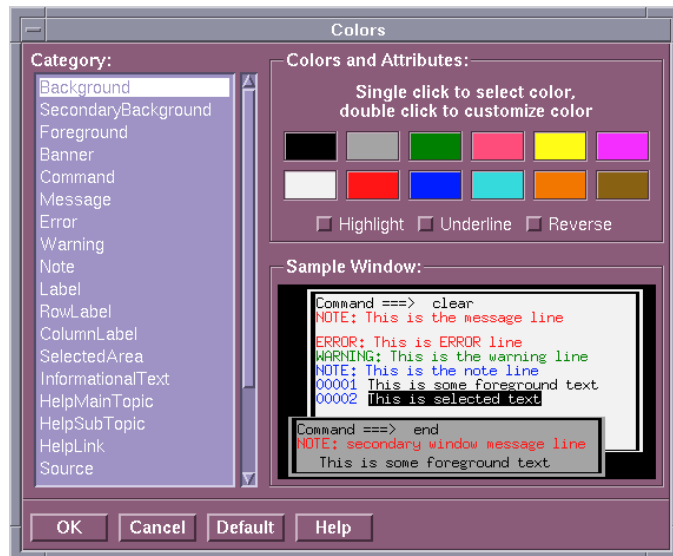 Colors
Category:
Background
SecondaryBackground
Foreground
Banner
Command
Message
Error
Warning
Note
Label
RowLabel
ColumnLabel
SelectedArea
InformationalText
HelpMainTopic
HelpSubTopic
HelpLink
Source
Colors and Attributes:
Single click to select color,
double click to customize color
Highlight Underline Reverse
Sample Window:
Command ===> clear
NOTE: This is the message line
ERROR: This is ERROR line
WARNING: This is the warning line
NOTE: This is the note line
00001 This is some foreground text
00002 This is selected text
Command ===> end
NOTE: secondary window message line
This is some foreground text
OK Cancel Default Help